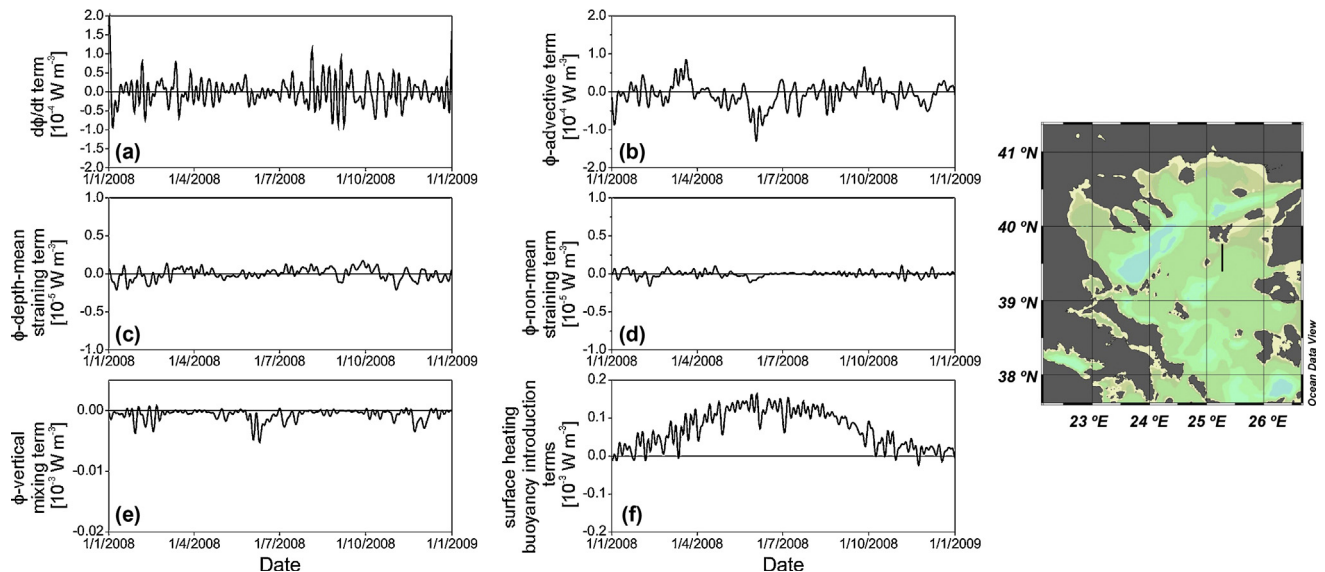 dϕ/dt term
[10⁻⁴ W m⁻³]
2.0
1.5
1.0
0.5
0.0
-0.5
-1.0
-1.5
2.0
(a)
1/1/2008 1/4/2008 1/7/2008 1/10/2008 1/1/2009
ϕ-advective term
[10⁻⁴ W m⁻³]
2.0
1.5
1.0
0.5
0.0
-0.5
-1.0
-1.5
2.0
(b)
1/1/2008 1/4/2008 1/7/2008 1/10/2008 1/1/2009
ϕ-depth-mean
straining term
[10⁻⁵ W m⁻³]
1.0
0.5
0.0
-0.5
-1.0
(c)
1/1/2008 1/4/2008 1/7/2008 1/10/2008 1/1/2009
ϕ-non-mean
straining term
[10⁻⁵ W m⁻³]
1.0
0.5
0.0
-0.5
-1.0
(d)
1/1/2008 1/4/2008 1/7/2008 1/10/2008 1/1/2009
ϕ-vertical
mixing term
[10⁻³ W m⁻³]
0.00
-0.01
-0.02
(e)
1/1/2008 1/4/2008 1/7/2008 1/10/2008 1/1/2009
Date
surface heating
buoyancy introduction
terms
[10⁻³ W m⁻³]
0.2
0.1
0.0
-0.1
-0.2
(f)
1/1/2008 1/4/2008 1/7/2008 1/10/2008 1/1/2009
Date
41 ºN
40 ºN
39 ºN
38 ºN
23 ºE 24 ºE 25 ºE 26 ºE
Ocean Data View